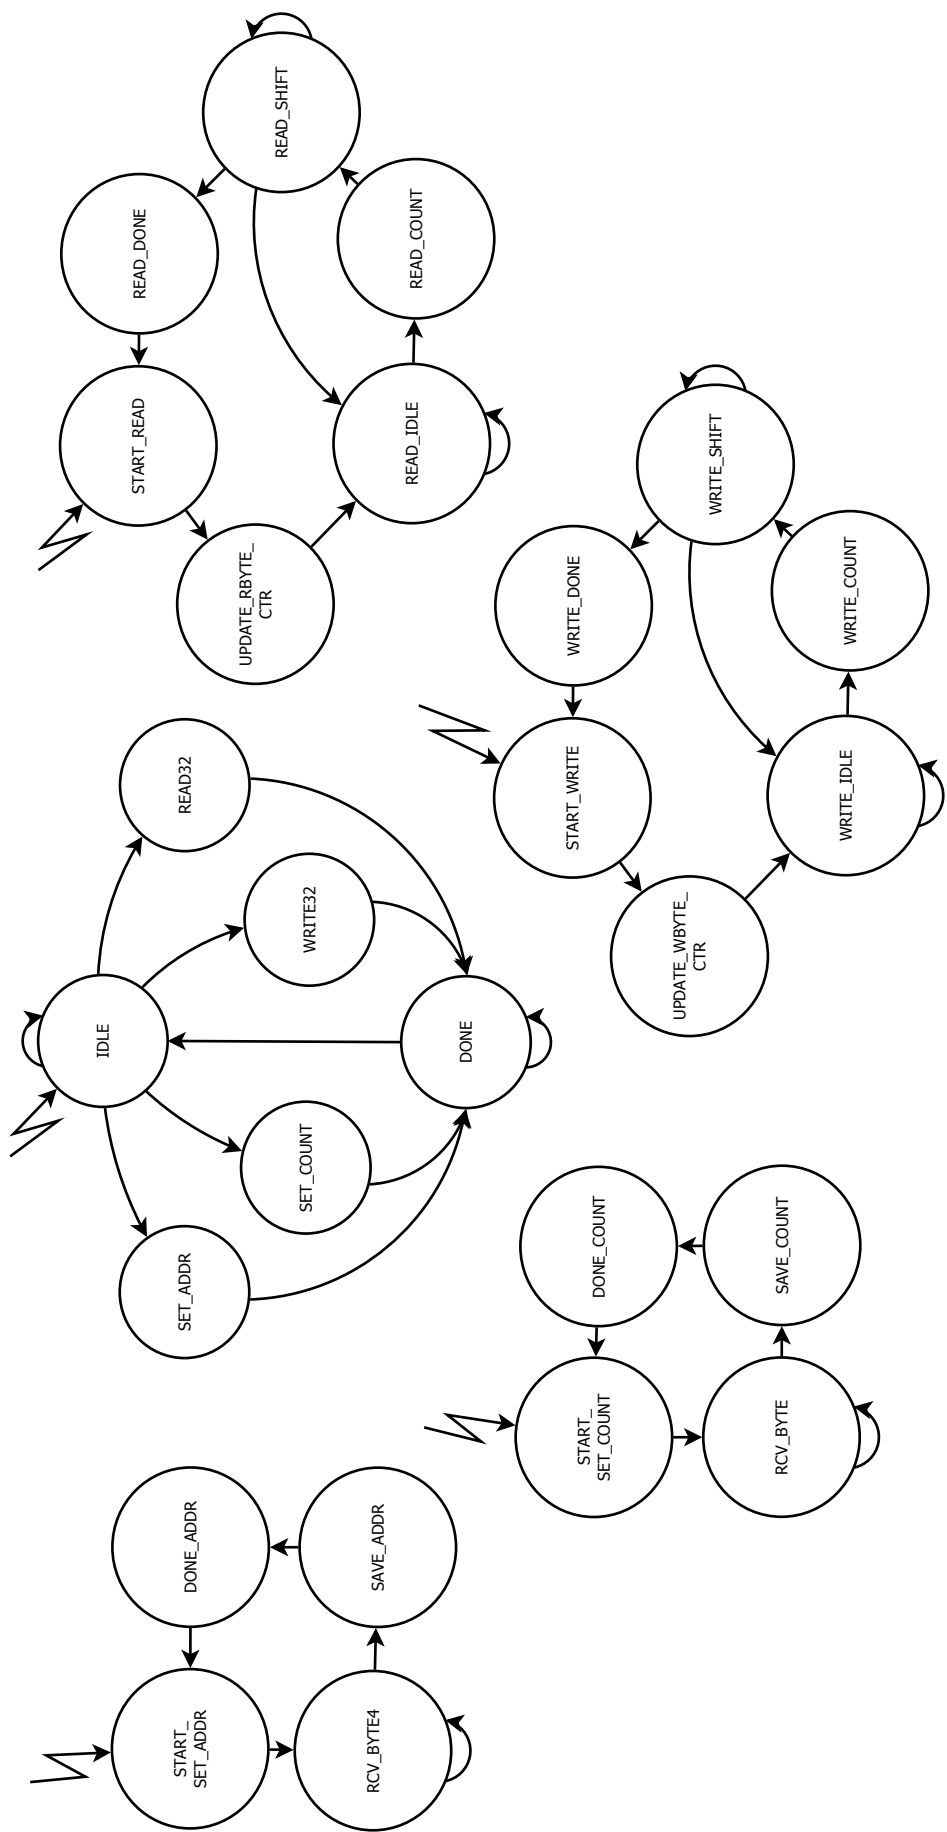 START_
SET_ADDR
DONE_ADDR
RCV_BYTE4
SAVE_ADDR
SET_ADDR
IDLE
READ32
SET_COUNT
WRITE32
DONE
START_READ
READ_DONE
UPDATE_RBYTE_
CTR
READ_IDLE
READ_COUNT
READ_SHIFT
START_
SET_COUNT
DONE_COUNT
RCV_BYTE
SAVE_COUNT
START_WRITE
WRITE_DONE
UPDATE_WBYTE_
CTR
WRITE_IDLE
WRITE_COUNT
WRITE_SHIFT